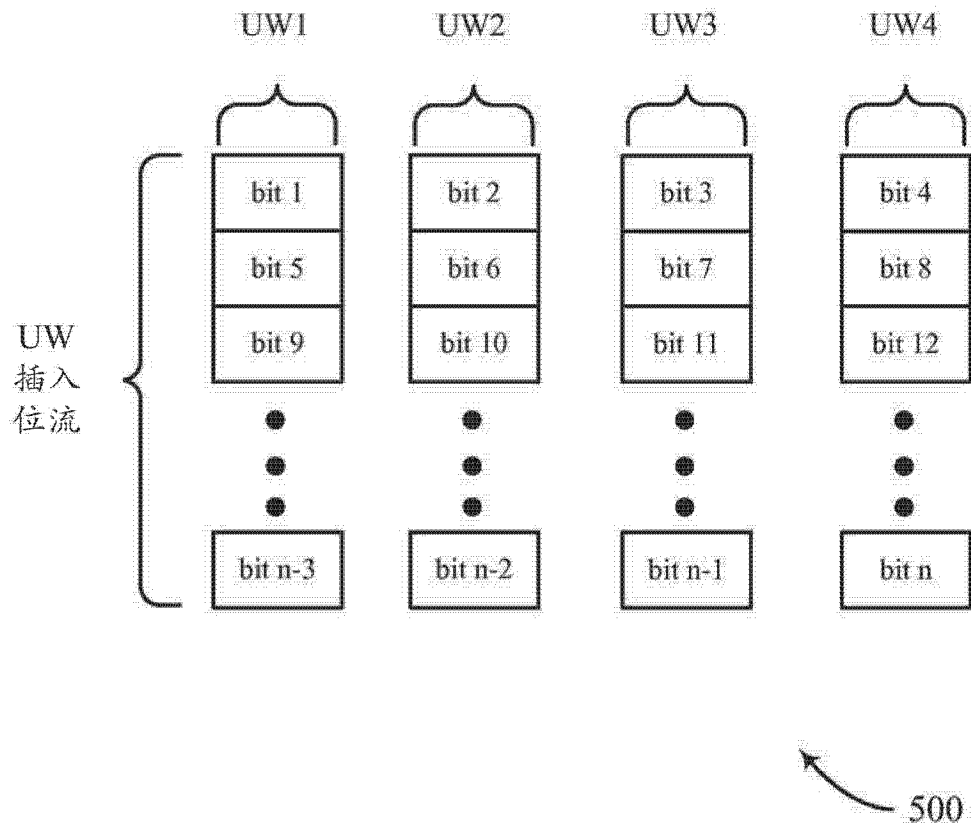 UW1 UW2 UW3 UW4
bit 1 bit 2 bit 3 bit 4
bit 5 bit 6 bit 7 bit 8
bit 9 bit 10 bit 11 bit 12
UW
插入
位流
bit n-3 bit n-2 bit n-1 bit n
500